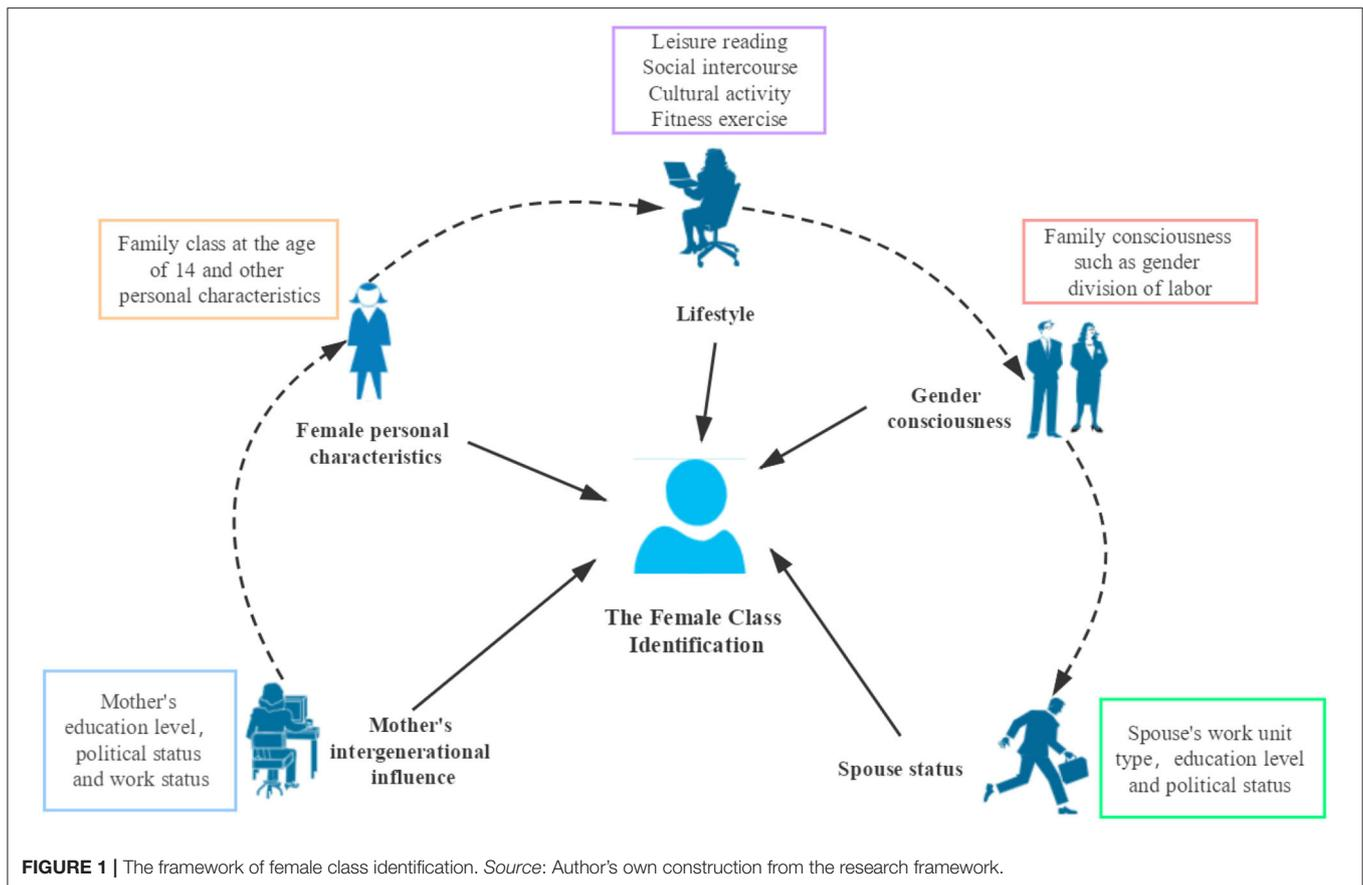 Leisure reading
Social intercourse
Cultural activity
Fitness exercise
Family class at the age
of 14 and other
personal characteristics
Family consciousness
such as gender
division of labor
Lifestyle
Gender
consciousness
Female personal
characteristics
The Female Class
Identification
Mother's
education level,
political status
and work status
Mother's
intergenerational
influence
Spouse status
Spouse's work unit
type, education level
and political status
FIGURE 1 | The framework of female class identification. Source: Author's own construction from the research framework.